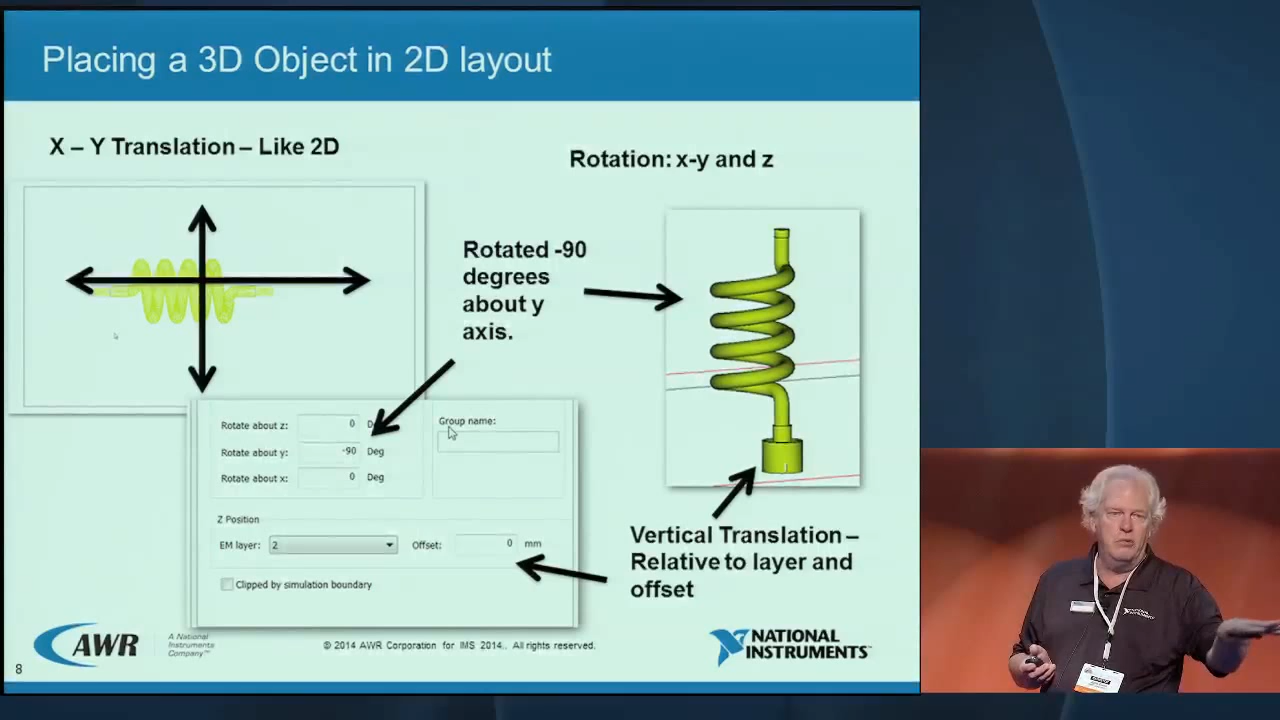 Placing a 3D Object in 2D layout
X – Y Translation – Like 2D
Rotation: x-y and z
Rotated -90
degrees
about y
axis.
Rotate about z: 0
Rotate about y: -90 Deg
Rotate about x: 0 Deg
Group name:
Z Position
EM layer: 2 Offset: 0 mm
Clipped by simulation boundary
Vertical Translation –
Relative to layer and
offset
AWR
A National
Instruments
Company™
© 2014 AWR Corporation for IMS 2014.. All rights reserved.
NATIONAL
INSTRUMENTS™
8